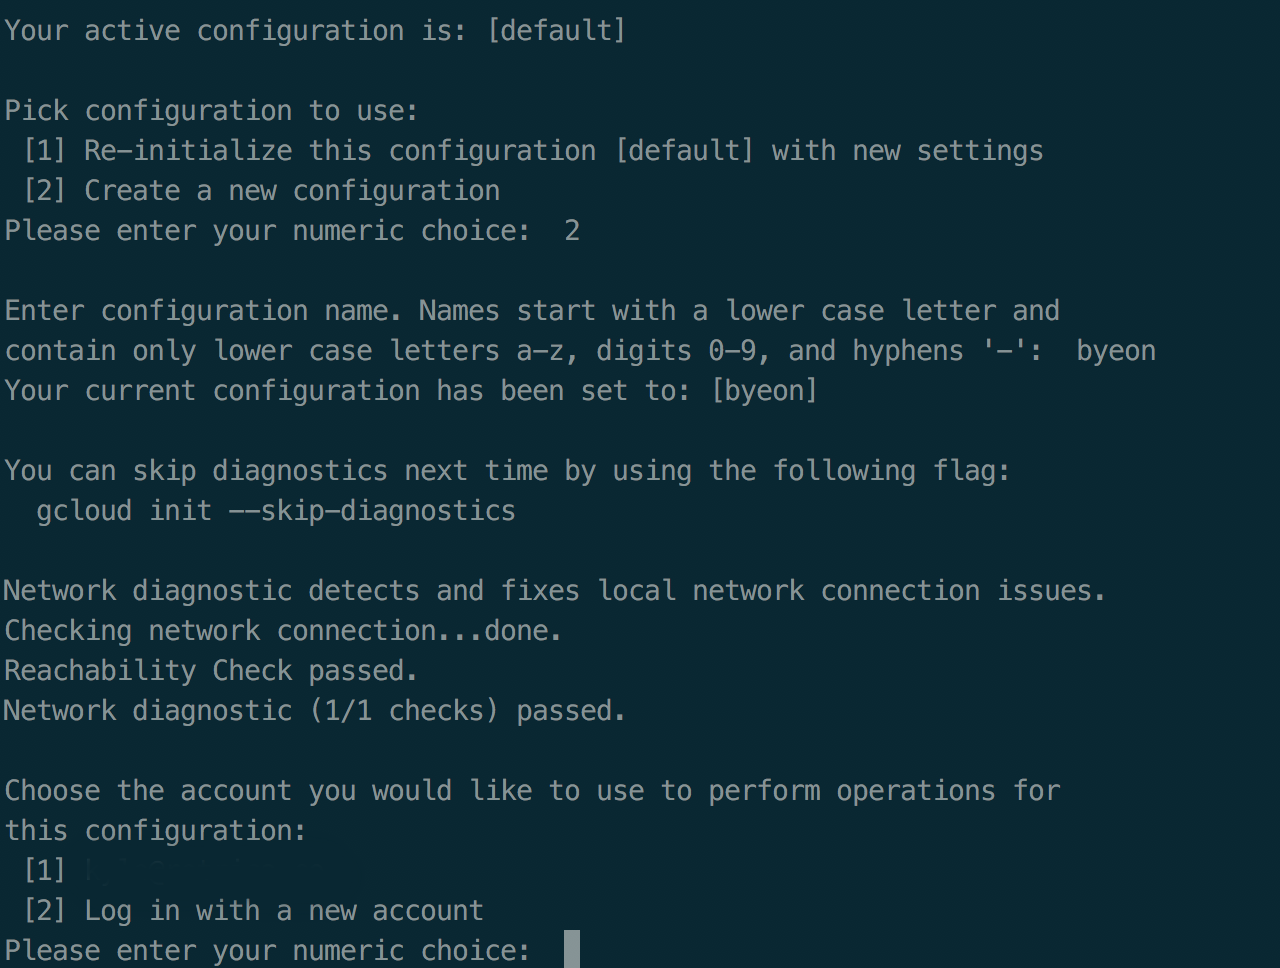 Your active configuration is: [default]
Pick configuration to use:
[1] Re-initialize this configuration [default] with new settings
[2] Create a new configuration
Please enter your numeric choice:  2
Enter configuration name. Names start with a lower case letter and
contain only lower case letters a-z, digits 0-9, and hyphens '-':  byeon
Your current configuration has been set to: [byeon]
You can skip diagnostics next time by using the following flag:
gcloud init --skip-diagnostics
Network diagnostic detects and fixes local network connection issues.
Checking network connection...done.
Reachability Check passed.
Network diagnostic (1/1 checks) passed.
Choose the account you would like to use to perform operations for
this configuration:
[1]
[2] Log in with a new account
Please enter your numeric choice: